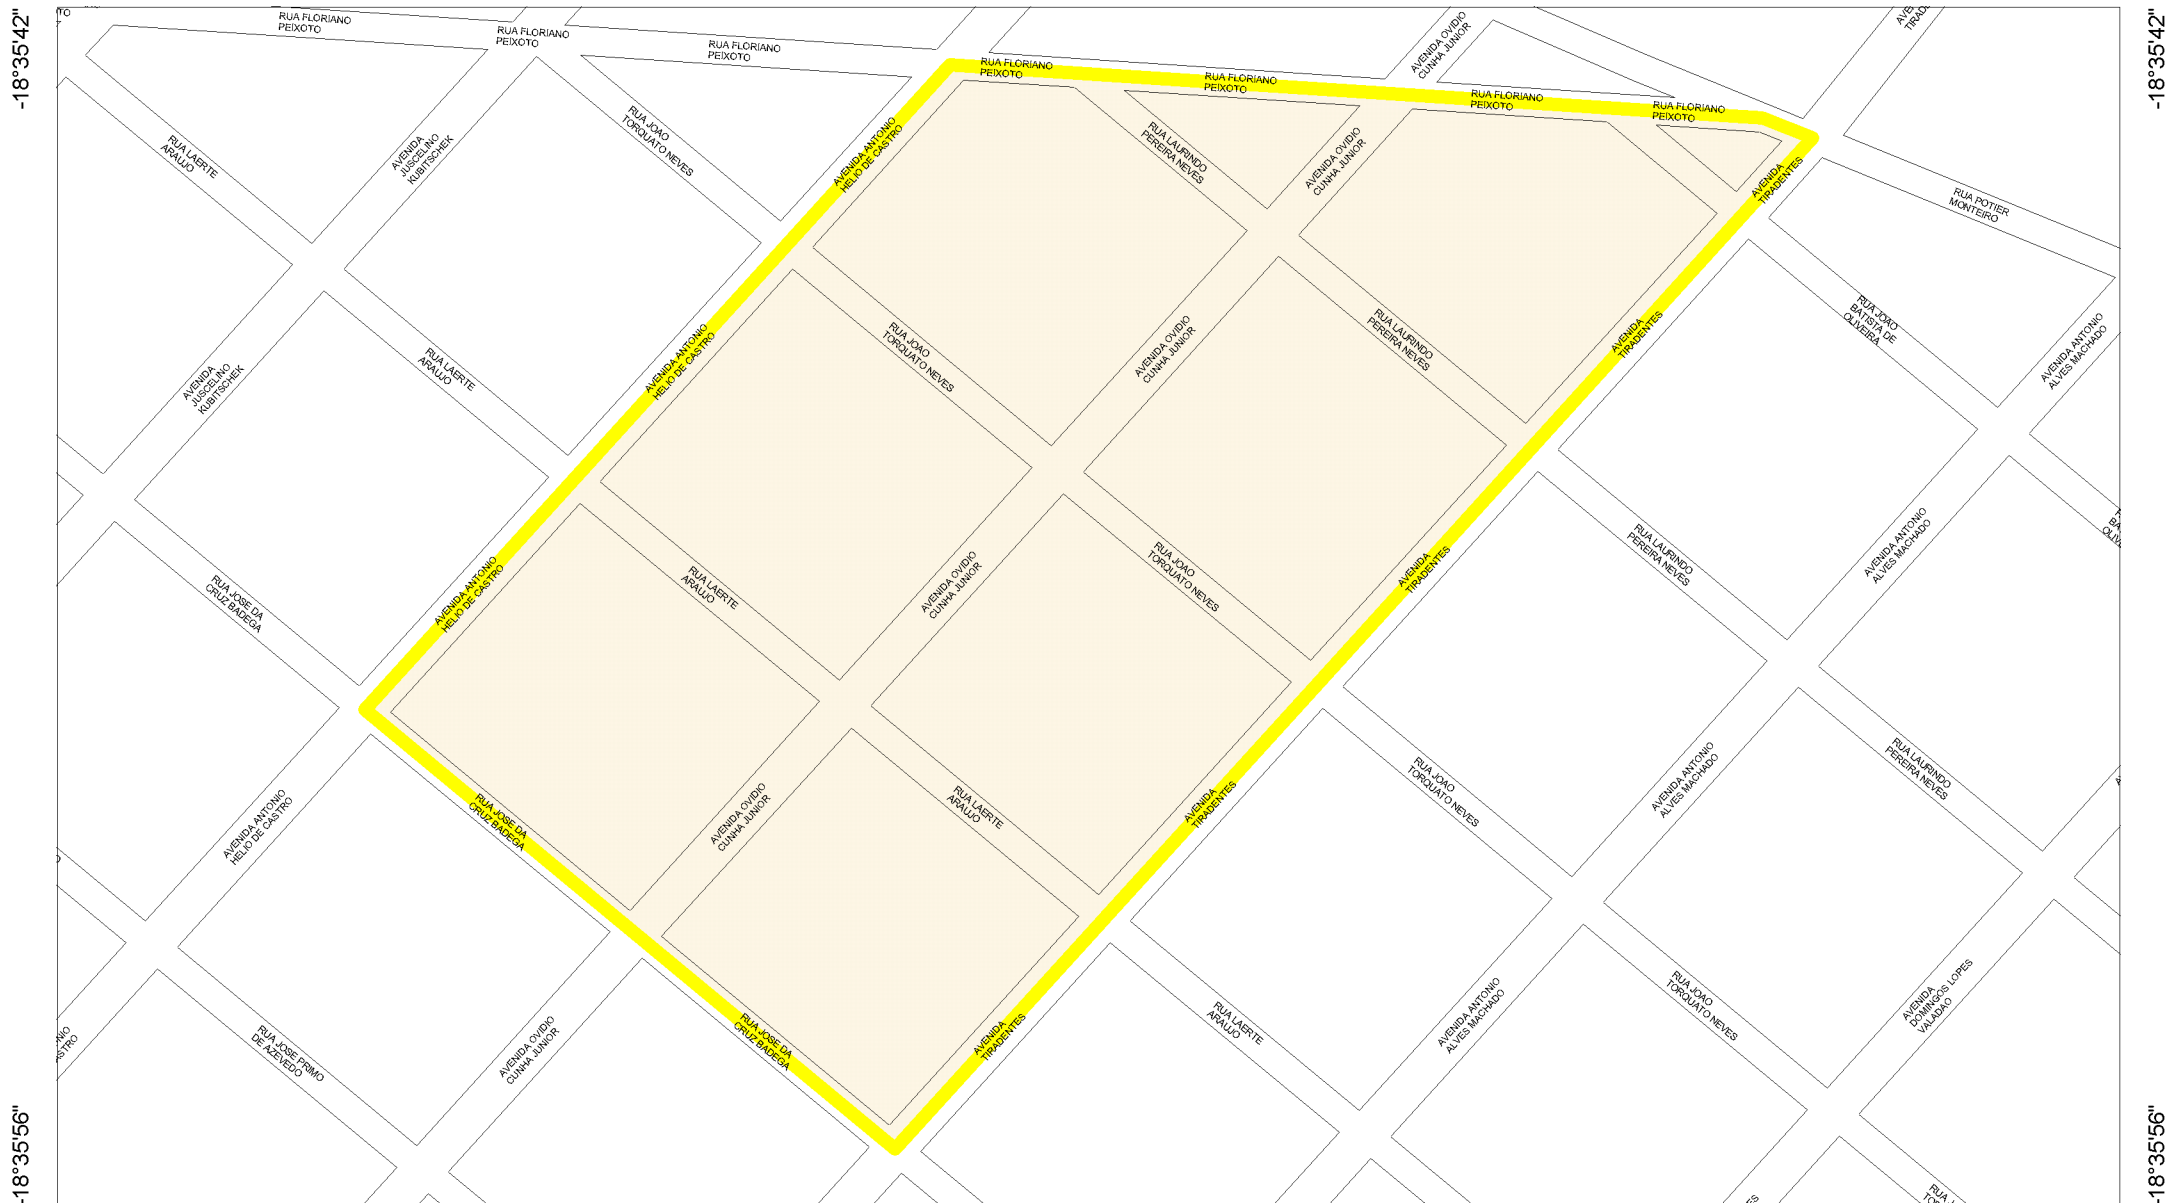 -18°35'42"
-18°35'42"
RUA FLORIANO
PEIXOTO
RUA FLORIANO
PEIXOTO
RUA FLORIANO
PEIXOTO
RUA FLORIANO
PEIXOTO
RUA FLORIANO
PEIXOTO
RUA FLORIANO
PEIXOTO
RUA FLORIANO
PEIXOTO
AVENIDA OVIDIO
CUNHA JUNIOR
RUA LAERTE
ARAUJO
AVENIDA
JUSCELINO
KUBITSCHEK
RUA JOAO
TORQUATO NEVES
AVENIDA ANTONIO
HELIO DE CASTRO
RUA LAURINDO
PEREIRA NEVES
AVENIDA OVIDIO
CUNHA JUNIOR
AVENIDA
TIRADENTES
RUA POTIER
MONTEIRO
AVENIDA
JUSCELINO
KUBITSCHEK
RUA LAERTE
ARAUJO
AVENIDA ANTONIO
HELIO DE CASTRO
RUA JOAO
TORQUATO NEVES
AVENIDA OVIDIO
CUNHA JUNIOR
RUA LAURINDO
PEREIRA NEVES
AVENIDA
TIRADENTES
RUA JOAO
BATISTA DE
OLIVEIRA
AVENIDA ANTONIO
ALVES MACHADO
RUA JOSE DA
CRUZ BADEGA
AVENIDA ANTONIO
HELIO DE CASTRO
RUA LAERTE
ARAUJO
AVENIDA OVIDIO
CUNHA JUNIOR
RUA JOAO
TORQUATO NEVES
AVENIDA
TIRADENTES
RUA LAURINDO
PEREIRA NEVES
AVENIDA ANTONIO
ALVES MACHADO
AVENIDA ANTONIO
HELIO DE CASTRO
RUA JOSE DA
CRUZ BADEGA
AVENIDA OVIDIO
CUNHA JUNIOR
RUA LAERTE
ARAUJO
AVENIDA
TIRADENTES
RUA JOAO
TORQUATO NEVES
AVENIDA ANTONIO
ALVES MACHADO
RUA LAURINDO
PEREIRA NEVES
RUA JOSE PRIMO
DE AZEVEDO
AVENIDA OVIDIO
CUNHA JUNIOR
RUA JOSE DA
CRUZ BADEGA
AVENIDA
TIRADENTES
RUA LAERTE
ARAUJO
AVENIDA ANTONIO
ALVES MACHADO
RUA JOAO
TORQUATO NEVES
AVENIDA
DOMINGOS LOPES
VALADAO
-18°35'56"
-18°35'56"